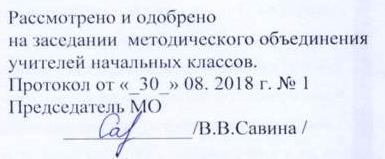 Рассмотрено и одобрено
на заседании методического объединения
учителей начальных классов.
Протокол от «_30_» 08. 2018 г. № 1
Председатель МО
____________/В.В.Савина /